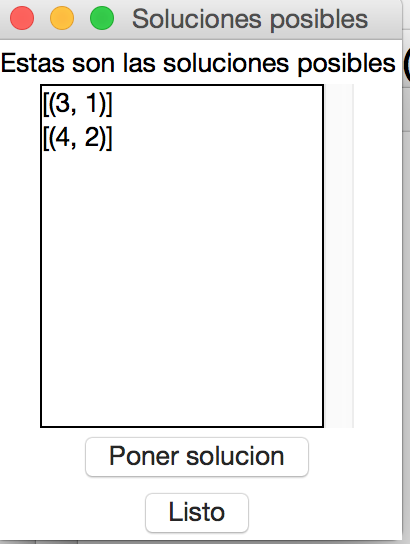 Soluciones posibles
Estas son las soluciones posibles
[(3, 1)]
[(4, 2)]
Poner solucion
Listo